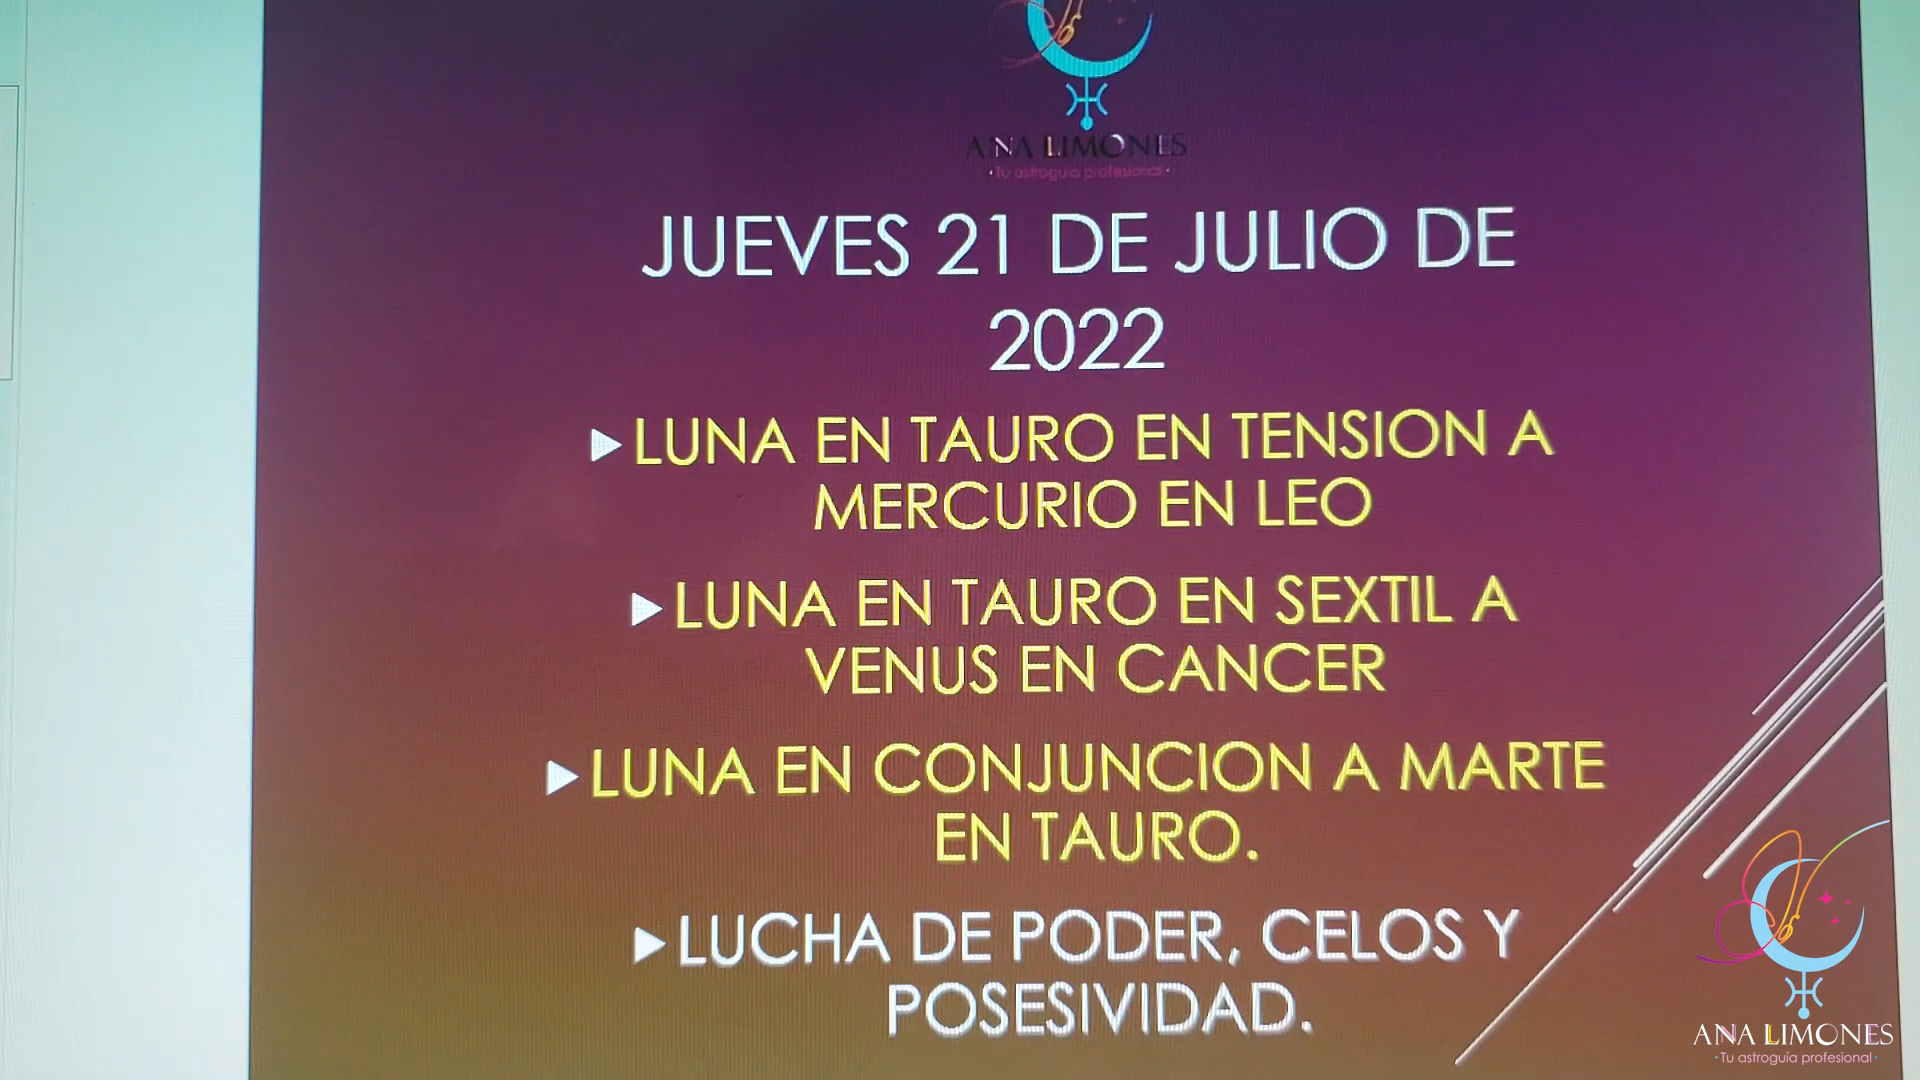 ANA LIMONES
•Tu astroguía profesional•
JUEVES 21 DE JULIO DE
2022
LUNA EN TAURO EN TENSION A
MERCURIO EN LEO
LUNA EN TAURO EN SEXTIL A
VENUS EN CANCER
LUNA EN CONJUNCION A MARTE
EN TAURO.
LUCHA DE PODER, CELOS Y
POSESIVIDAD.
ANA LIMONES
•Tu astroguía profesional•